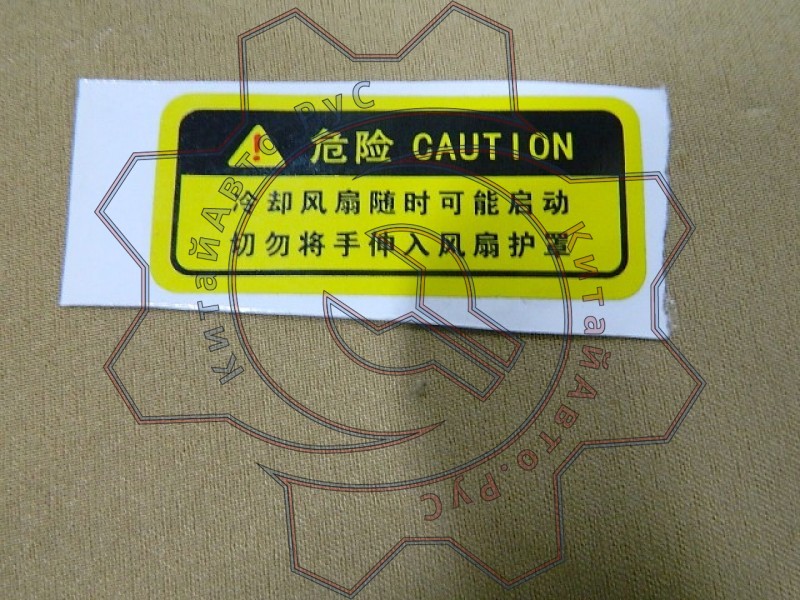 危险 CAUTION
冷却风扇随时可能启动
切勿将手伸入风扇护罩
КитайАвто.РуС
КитайАвто.РуС